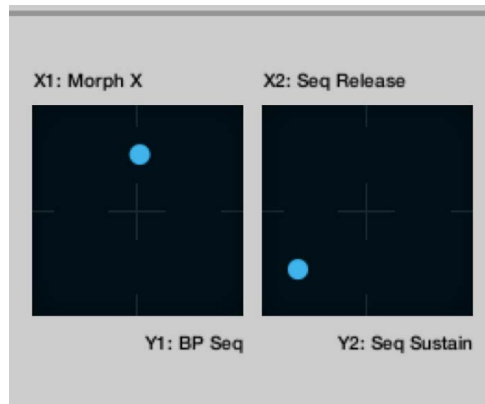 X1: Morph X
X2: Seq Release
Y1: BP Seq
Y2: Seq Sustain